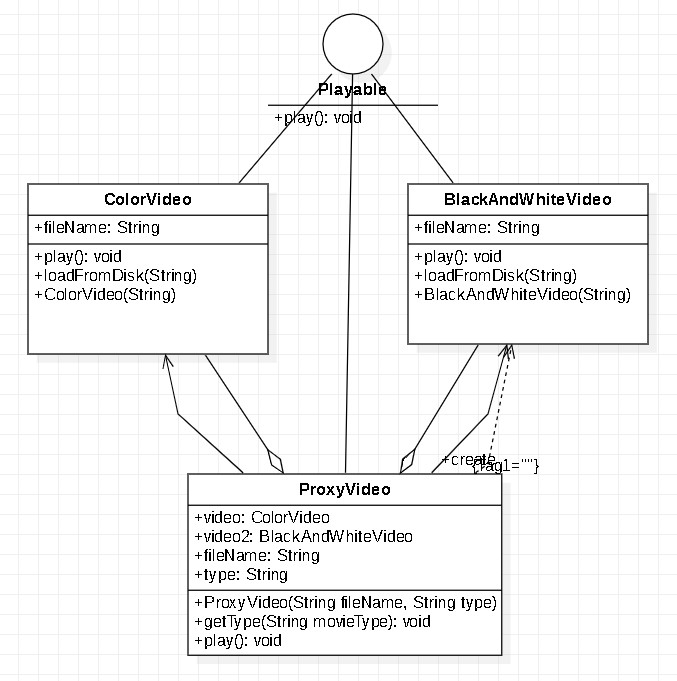 Playable
+play(): void
ColorVideo
+fileName: String
+play(): void
+loadFromDisk(String)
+ColorVideo(String)
BlackAndWhiteVideo
+fileName: String
+play(): void
+loadFromDisk(String)
+BlackAndWhiteVideo(String)
+create
{Tag1=""}
ProxyVideo
+video: ColorVideo
+video2: BlackAndWhiteVideo
+fileName: String
+type: String
+ProxyVideo(String fileName, String type)
+getType(String movieType): void
+play(): void